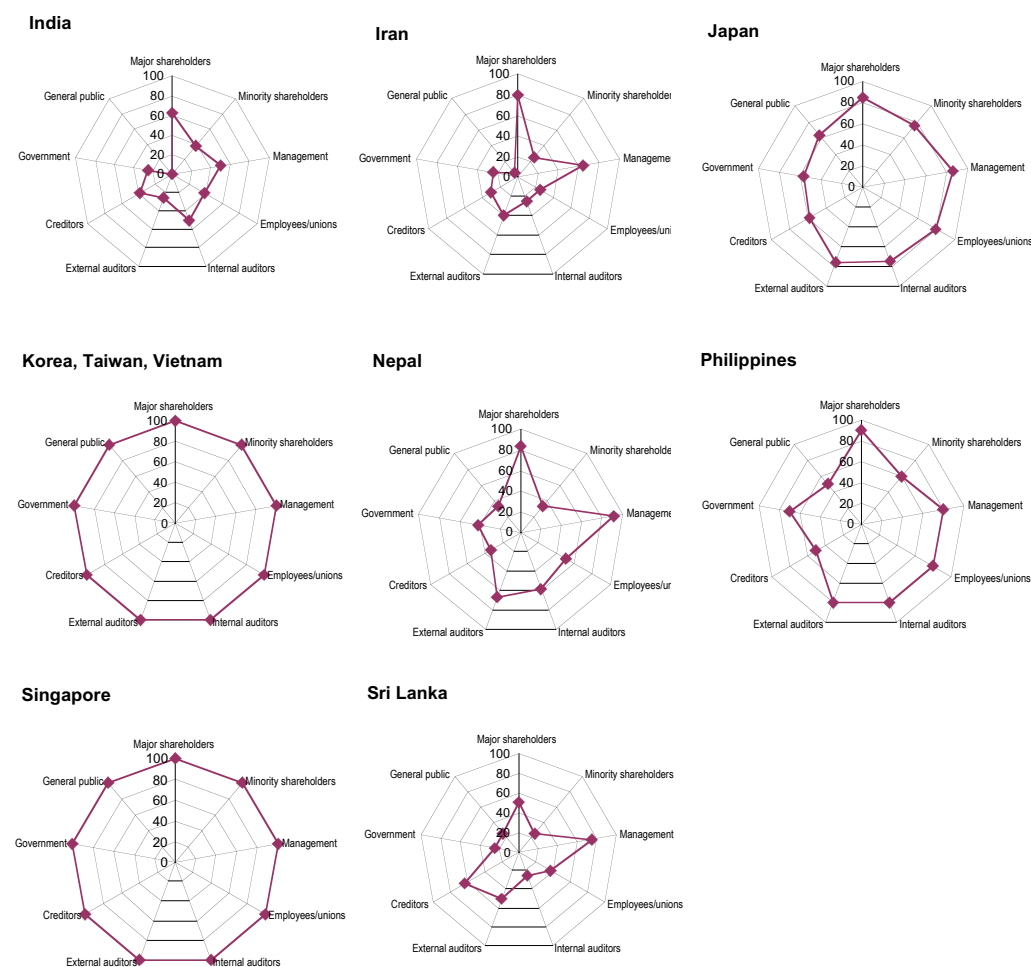 India
Major shareholders
100
80
60
40
20
0
Minority shareholders
Management
Employees/unions
Internal auditors
External auditors
Creditors
Government
General public
Iran
Major shareholders
100
80
60
40
20
0
Minority shareholder
Managemen
Employees/uni
Internal auditors
External auditors
Creditors
Government
General public
Japan
Major shareholders
100
80
60
40
20
0
Minority shareholders
Management
Employees/unions
Internal auditors
External auditors
Creditors
Government
General public
Korea, Taiwan, Vietnam
Major shareholders
100
80
60
40
20
0
Minority shareholders
Management
Employees/unions
Internal auditors
External auditors
Creditors
Government
General public
Nepal
Major shareholders
100
80
60
40
20
0
Minority shareholde
Manageme
Employees/un
Internal auditors
External auditors
Creditors
Government
General public
Philippines
Major shareholders
100
80
60
40
20
0
Minority shareholders
Management
Employees/unions
Internal auditors
External auditors
Creditors
Government
General public
Singapore
Major shareholders
100
80
60
40
20
0
Minority shareholders
Management
Employees/unions
Internal auditors
External auditors
Creditors
Government
General public
Sri Lanka
Major shareholders
100
80
60
40
20
0
Minority shareholders
Management
Employees/unions
Internal auditors
External auditors
Creditors
Government
General public